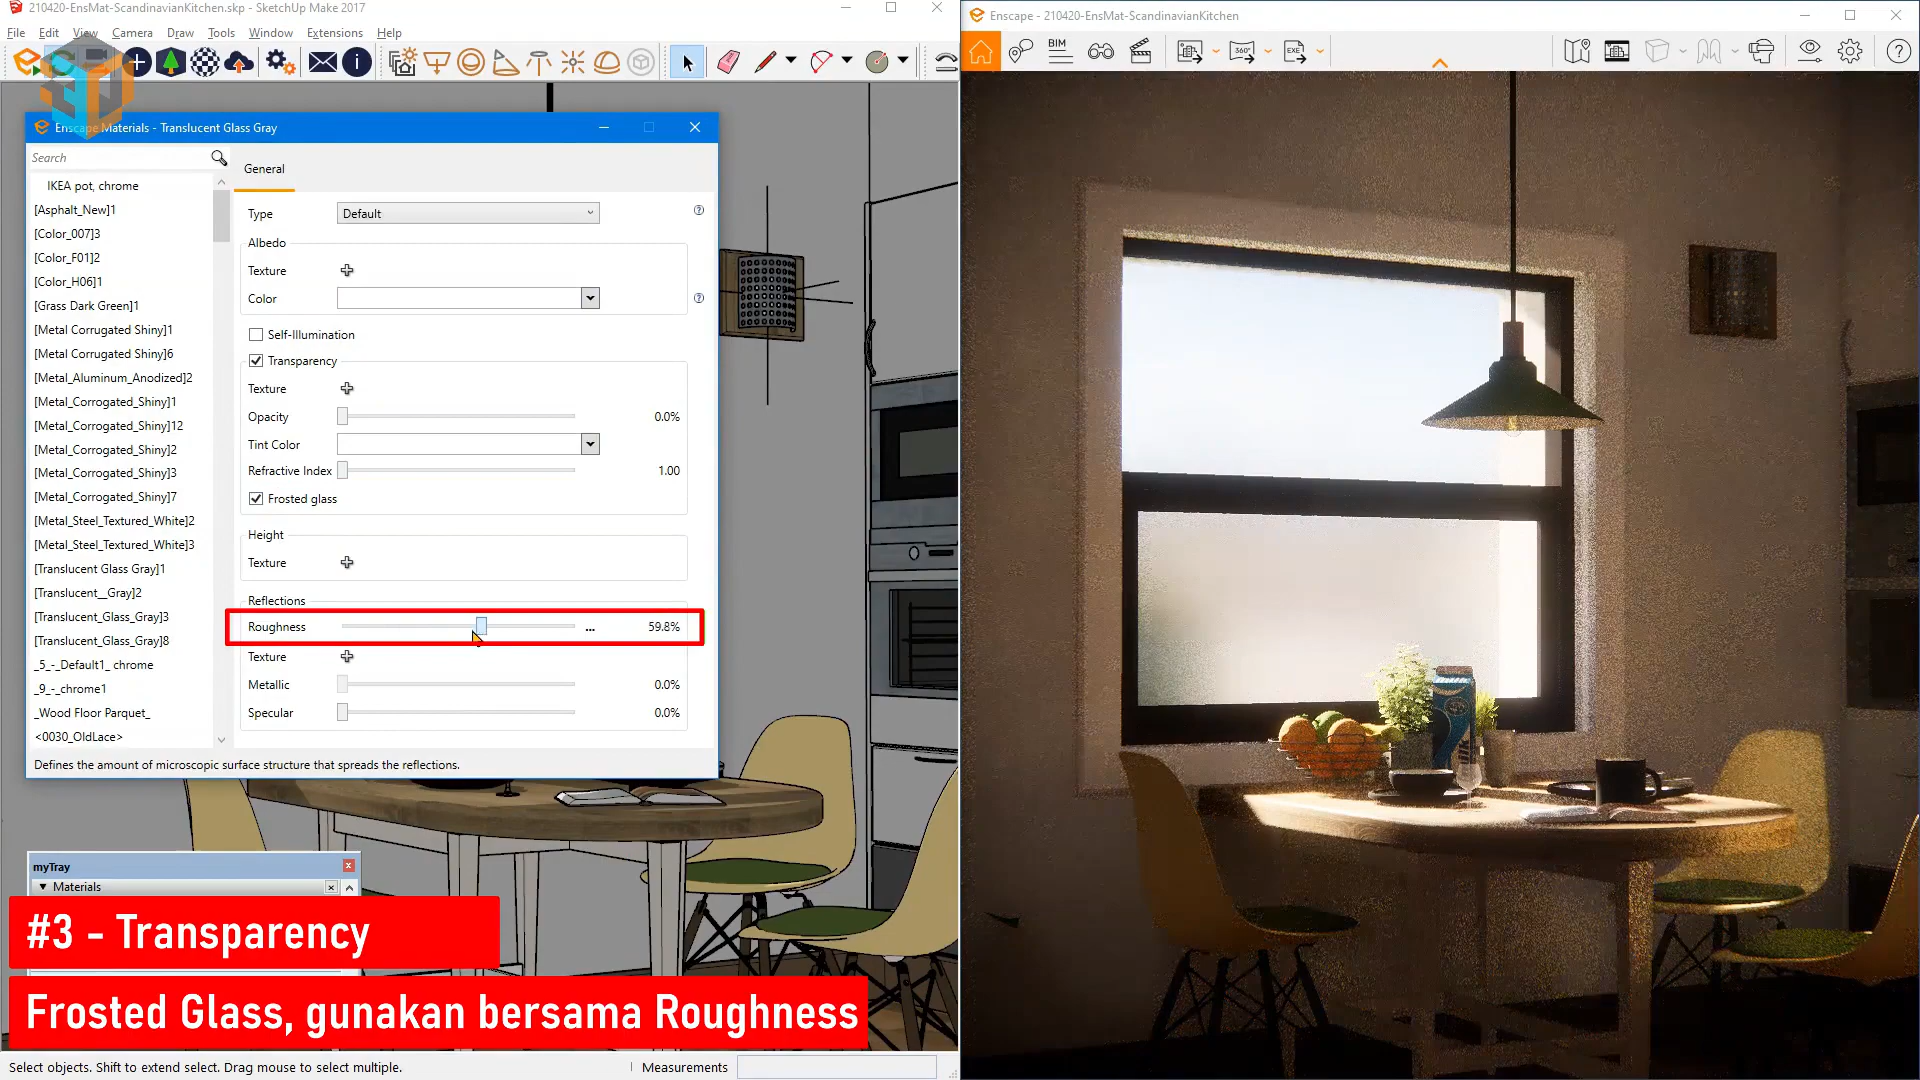 210420-EnsMat-ScandinavianKitchen.skp - SketchUp Make 2017
File Edit View Camera Draw Tools Window Extensions Help
Enscape Materials - Translucent Glass Gray
Search
IKEA pot, chrome
[Asphalt_New]1
[Color_007]3
[Color_F01]2
[Color_H06]1
[Grass Dark Green]1
[Metal Corrugated Shiny]1
[Metal Corrugated Shiny]6
[Metal_Aluminum_Anodized]2
[Metal_Corrogated_Shiny]1
[Metal_Corrogated_Shiny]12
[Metal_Corrogated_Shiny]2
[Metal_Corrogated_Shiny]3
[Metal_Corrogated_Shiny]7
[Metal_Steel_Textured_White]2
[Metal_Steel_Textured_White]3
[Translucent Glass Gray]1
[Translucent__Gray]2
[Translucent_Glass_Gray]3
[Translucent_Glass_Gray]8
_5_-_Default1_ chrome
_9_-_chrome1
_Wood Floor Parquet_
<0030_OldLace>
General
Type Default
Albedo
Texture
Color
Self-Illumination
Transparency
Texture
Opacity 0.0%
Tint Color
Refractive Index 1.00
Frosted glass
Height
Texture
Reflections
Roughness ... 59.8%
Texture
Metallic 0.0%
Specular 0.0%
Defines the amount of microscopic surface structure that spreads the reflections.
myTray
Materials
#3 - Transparency
Frosted Glass, gunakan bersama Roughness
Select objects. Shift to extend select. Drag mouse to select multiple.
Measurements
Enscape - 210420-EnsMat-ScandinavianKitchen
BIM
360°
EXE